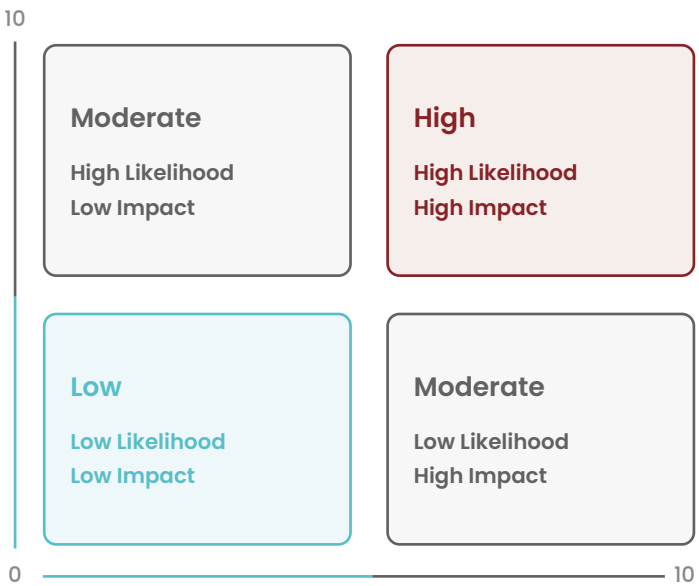 10
Moderate
High Likelihood
Low Impact
High
High Likelihood
High Impact
Low
Low Likelihood
Low Impact
Moderate
Low Likelihood
High Impact
0
10